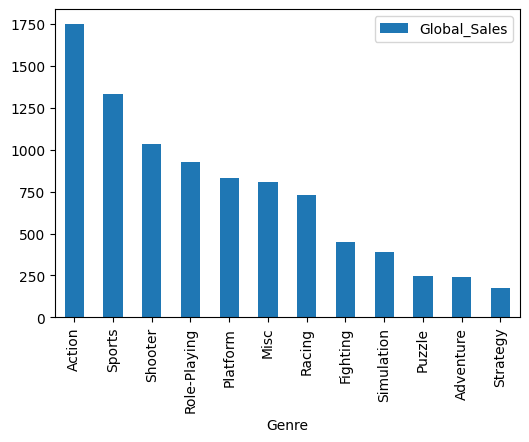 1750
1500
1250
1000
750
500
250
0
Global_Sales
Action
Sports
Shooter
Role-Playing
Platform
Misc
Racing
Fighting
Simulation
Puzzle
Adventure
Strategy
Genre